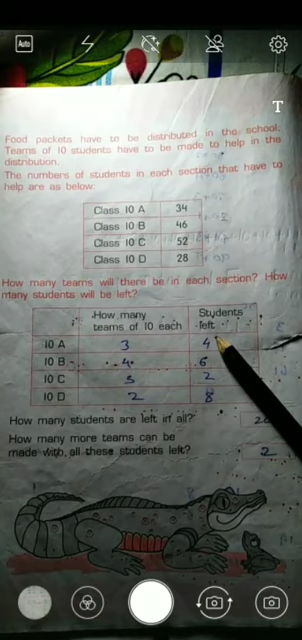 Auto
T
Food packets have to be distributed in the school.
Teams of 10 students have to be made to help in the
distribution.
The numbers of students in each section that have to
help are as below:
Class 10 A 34
Class 10 B 46
Class 10 C 52
Class 10 D 28
How many teams will there be in each section? How
many students will be left?
How many teams of 10 each Students left
10 A 3 4
10 B 4 6
10 C 5 2
10 D 2 8
How many students are left in all? 20
How many more teams can be
made with all these students left? 2